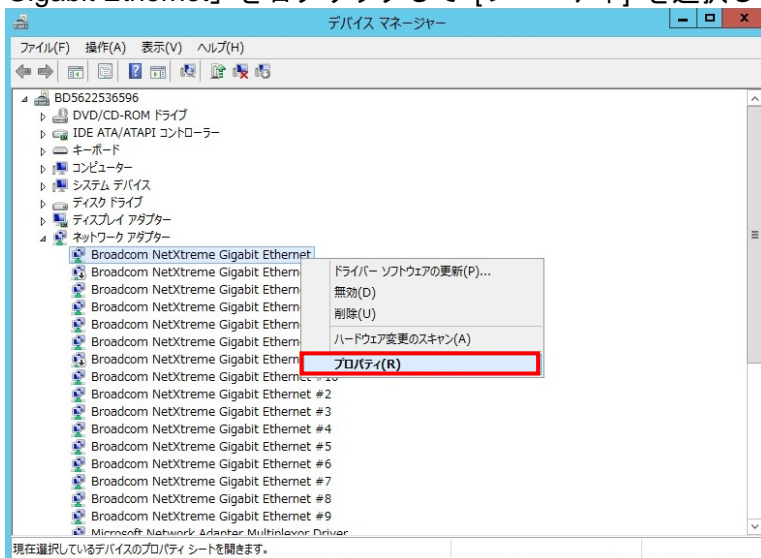 Gigabit Ethernet］を右クリックして［プロパティ］を選択し
デバイス マネージャー
ファイル(F) 操作(A) 表示(V) ヘルプ(H)
BD5622536596
DVD/CD-ROM ドライブ
IDE ATA/ATAPI コントローラー
キーボード
コンピューター
システム デバイス
ディスク ドライブ
ディスプレイ アダプター
ネットワーク アダプター
Broadcom NetXtreme Gigabit Ethernet
Broadcom NetXtreme Gigabit Ethern
ドライバー ソフトウェアの更新(P)...
Broadcom NetXtreme Gigabit Ethern
無効(D)
Broadcom NetXtreme Gigabit Ethern
削除(U)
Broadcom NetXtreme Gigabit Ethern
Broadcom NetXtreme Gigabit Ethern
ハードウェア変更のスキャン(A)
Broadcom NetXtreme Gigabit Ethern
プロパティ(R)
Broadcom NetXtreme Gigabit Ethernet #10
Broadcom NetXtreme Gigabit Ethernet #2
Broadcom NetXtreme Gigabit Ethernet #3
Broadcom NetXtreme Gigabit Ethernet #4
Broadcom NetXtreme Gigabit Ethernet #5
Broadcom NetXtreme Gigabit Ethernet #6
Broadcom NetXtreme Gigabit Ethernet #7
Broadcom NetXtreme Gigabit Ethernet #8
Broadcom NetXtreme Gigabit Ethernet #9
Microsoft Network Adapter Multiplexor Driver
現在選択しているデバイスのプロパティ シートを開きます。